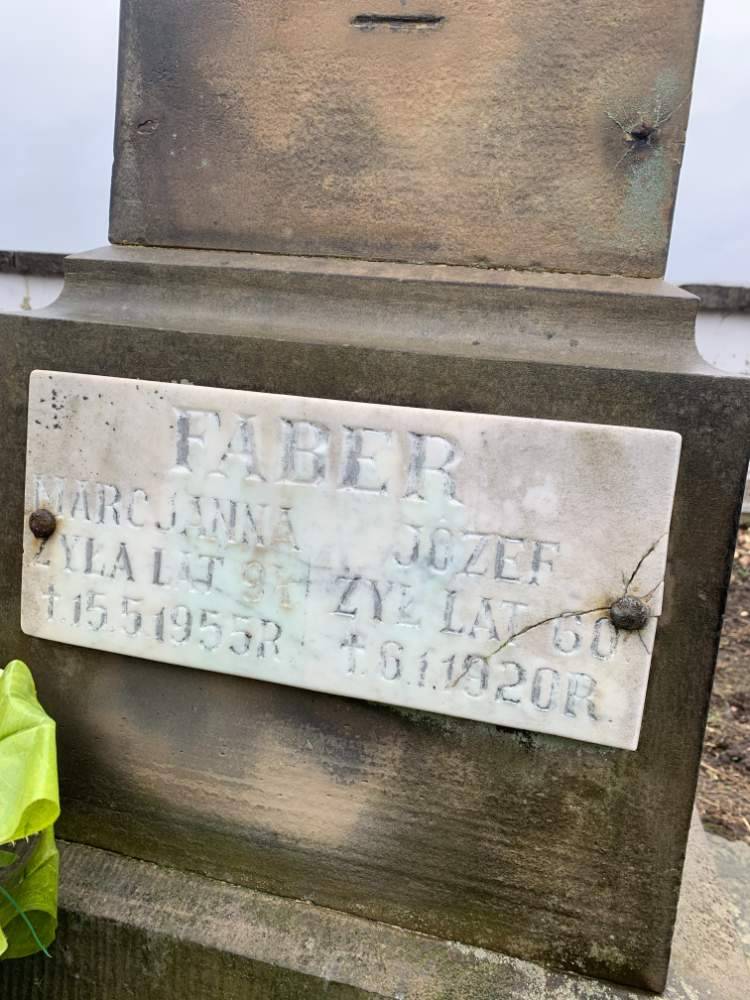 FABER
MARCJANNA
ŻYŁA LAT 91
†.15.5.1955R.
JÓZEF
ŻYŁ LAT 60.
†.6.1.1920R.